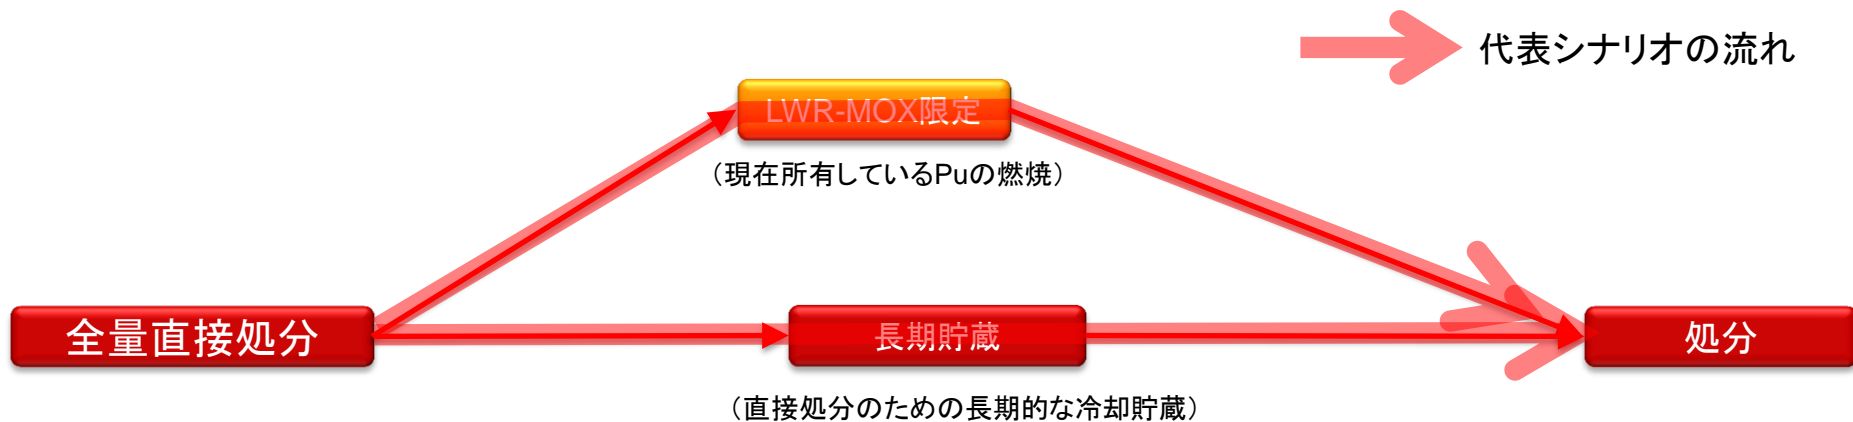 代表シナリオの流れ
LWR-MOX限定
（現在所有しているPuの燃焼）
全量直接処分
長期貯蔵
処分
（直接処分のための長期的な冷却貯蔵）